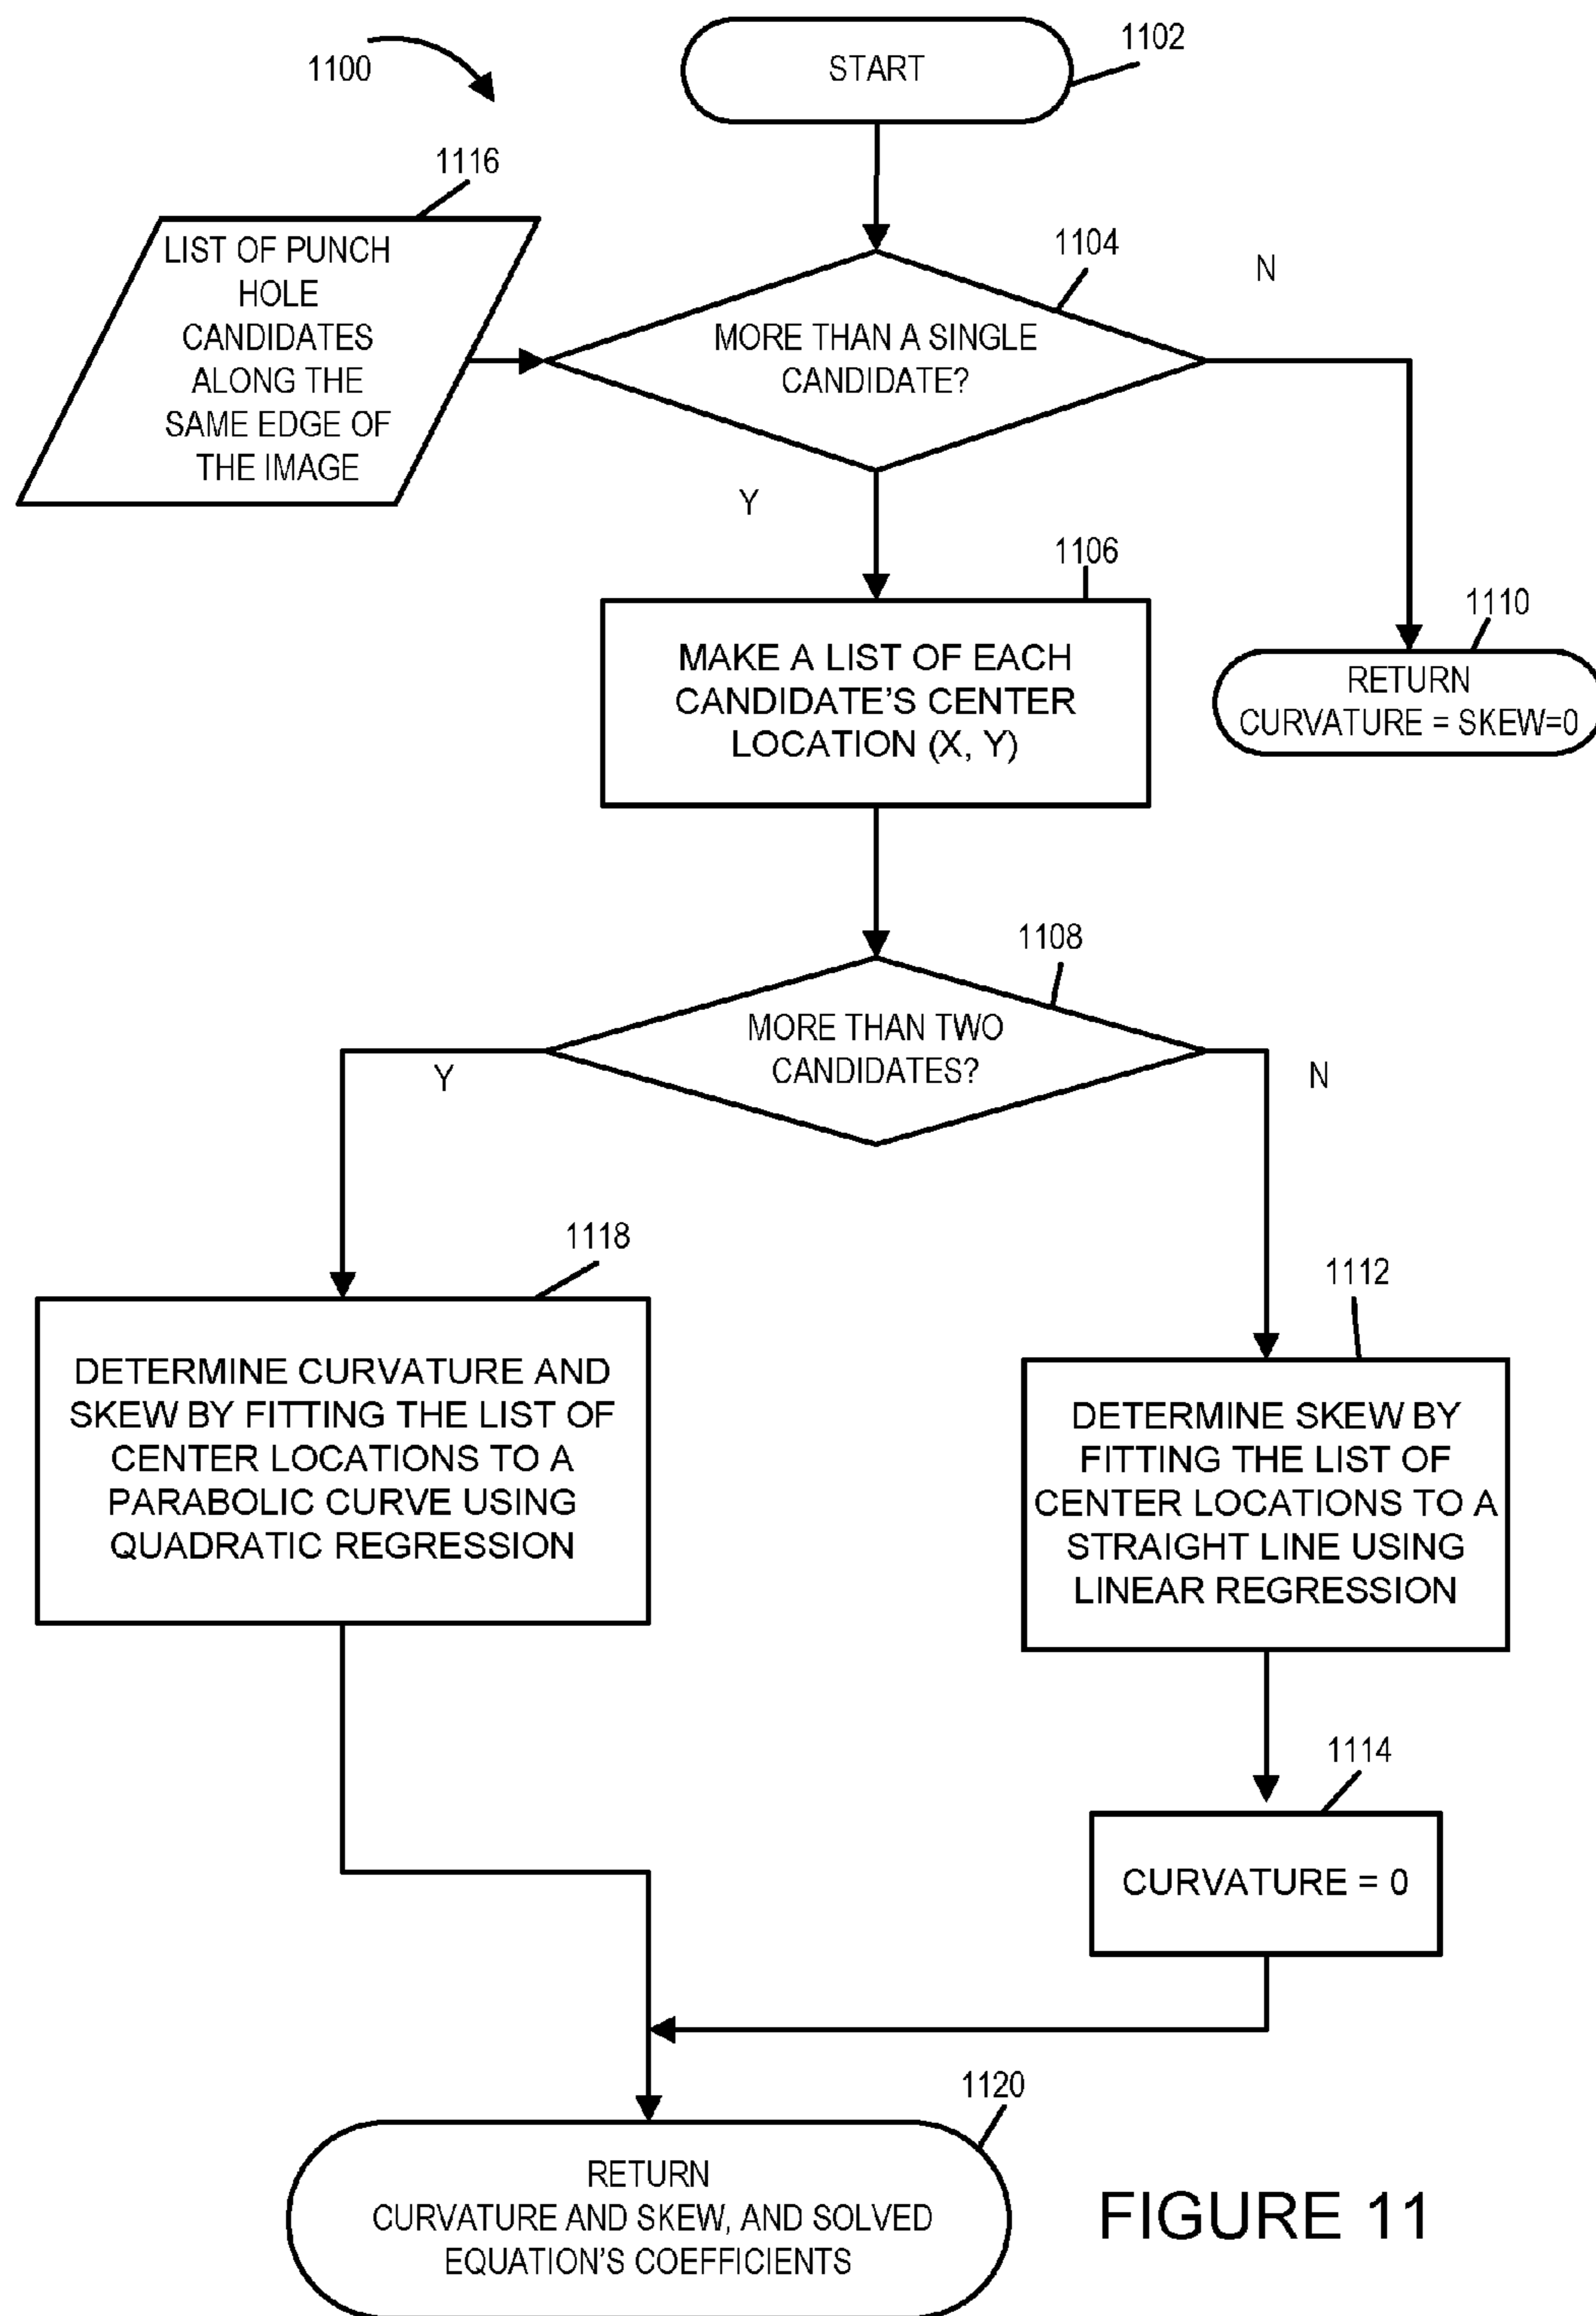 1100
START
1102
1116
LIST OF PUNCH
HOLE
CANDIDATES
ALONG THE
SAME EDGE OF
THE IMAGE
1104
MORE THAN A SINGLE
CANDIDATE?
N
Y
1106
MAKE A LIST OF EACH
CANDIDATE'S CENTER
LOCATION (X, Y)
1110
RETURN
CURVATURE = SKEW=0
1108
MORE THAN TWO
CANDIDATES?
Y
N
1118
DETERMINE CURVATURE AND
SKEW BY FITTING THE LIST OF
CENTER LOCATIONS TO A
PARABOLIC CURVE USING
QUADRATIC REGRESSION
1112
DETERMINE SKEW BY
FITTING THE LIST OF
CENTER LOCATIONS TO A
STRAIGHT LINE USING
LINEAR REGRESSION
1114
CURVATURE = 0
1120
RETURN
CURVATURE AND SKEW, AND SOLVED
EQUATION'S COEFFICIENTS
FIGURE 11